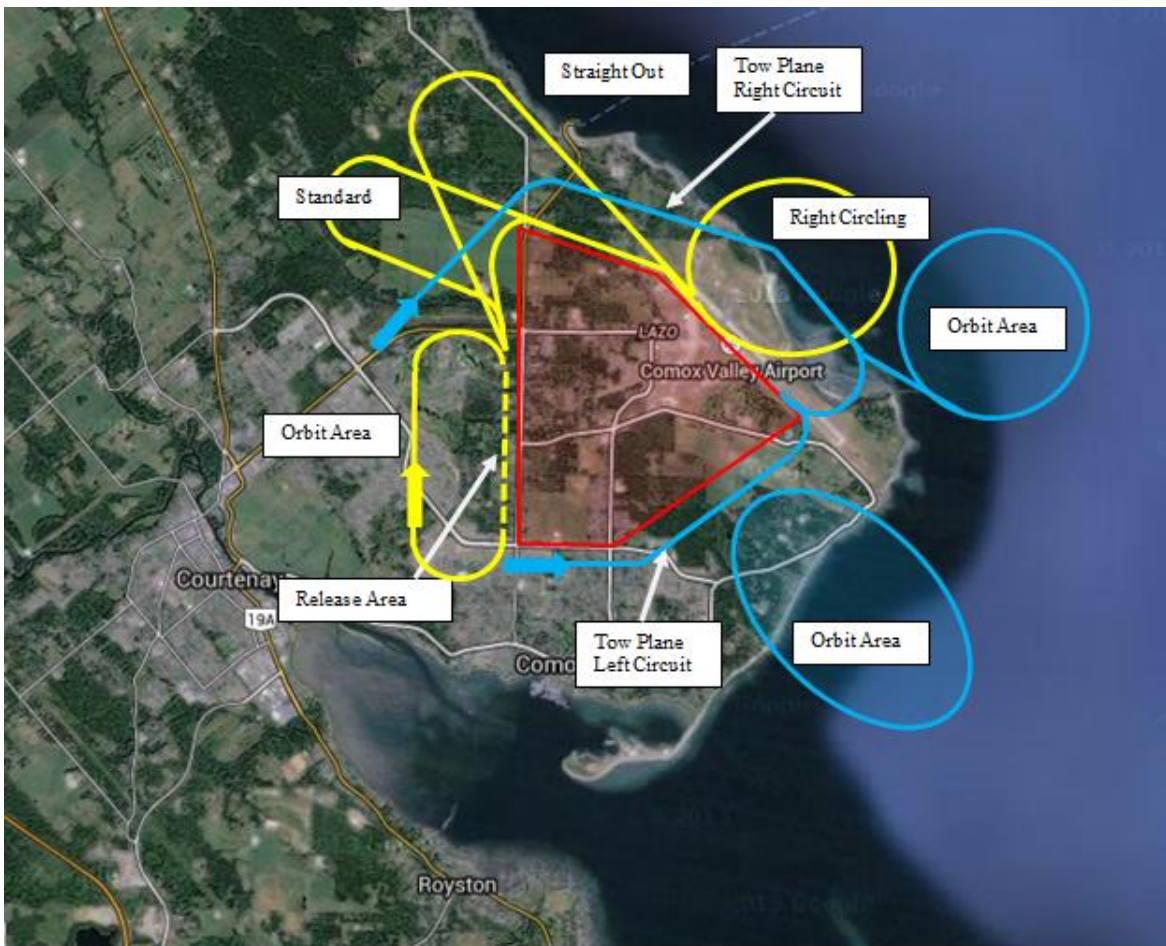 Straight Out
Tow Plane
Right Circuit
Standard
Right Circling
Orbit Area
LAZO
Comox Valley Airport
Orbit Area
Courtenay
Release Area
19A
Tow Plane
Left Circuit
Orbit Area
Como
Royston